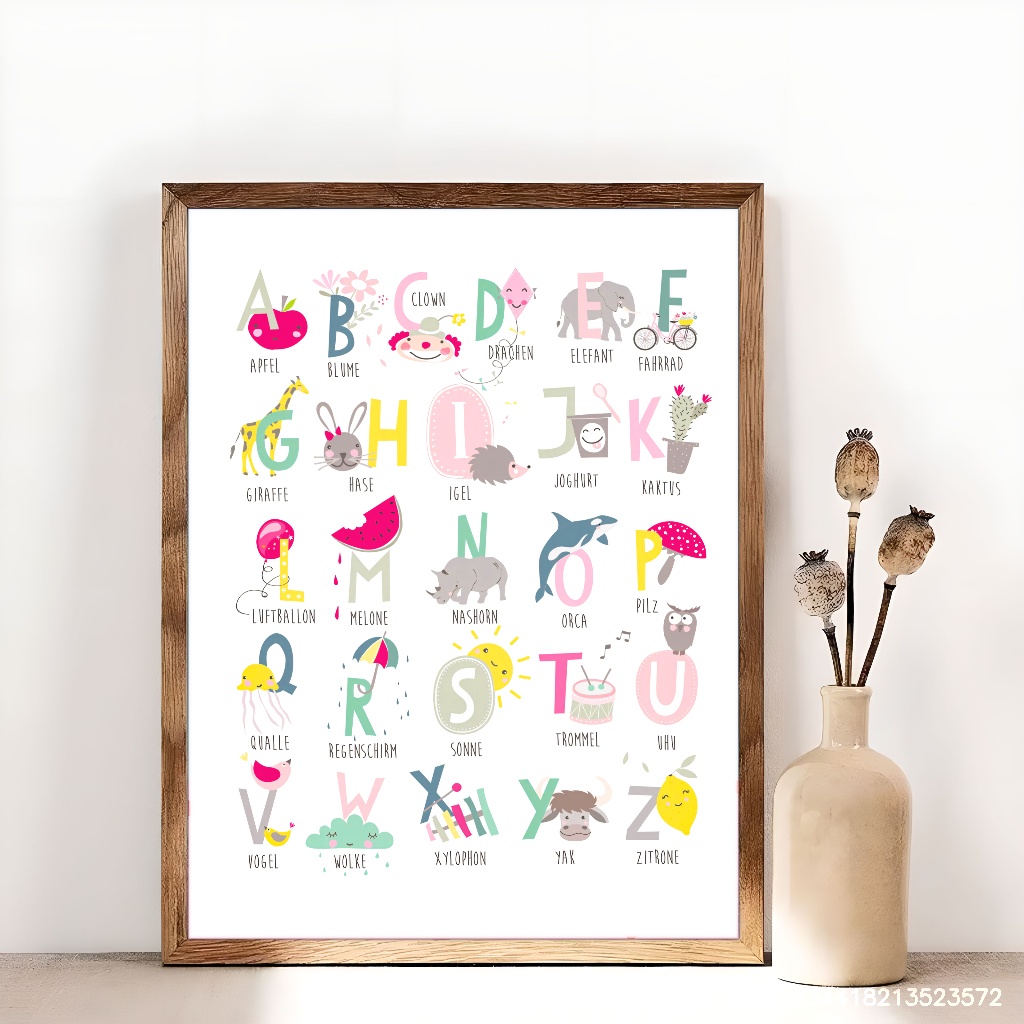 A B C CLOWN D E F
APFEL BLUME DRACHEN ELEFANT FAHRRAD
G H I J K
GIRAFFE HASE IGEL JOGHURT KAKTUS
L M N O P
LUFTBALLON MELONE NASHORN ORCA PILZ
Q R S T U
QUALLE REGENSCHIRM SONNE TROMMEL UHU
V W X Y Z
VOGEL WOLKE XYLOPHON YAK ZITRONE
18213523572